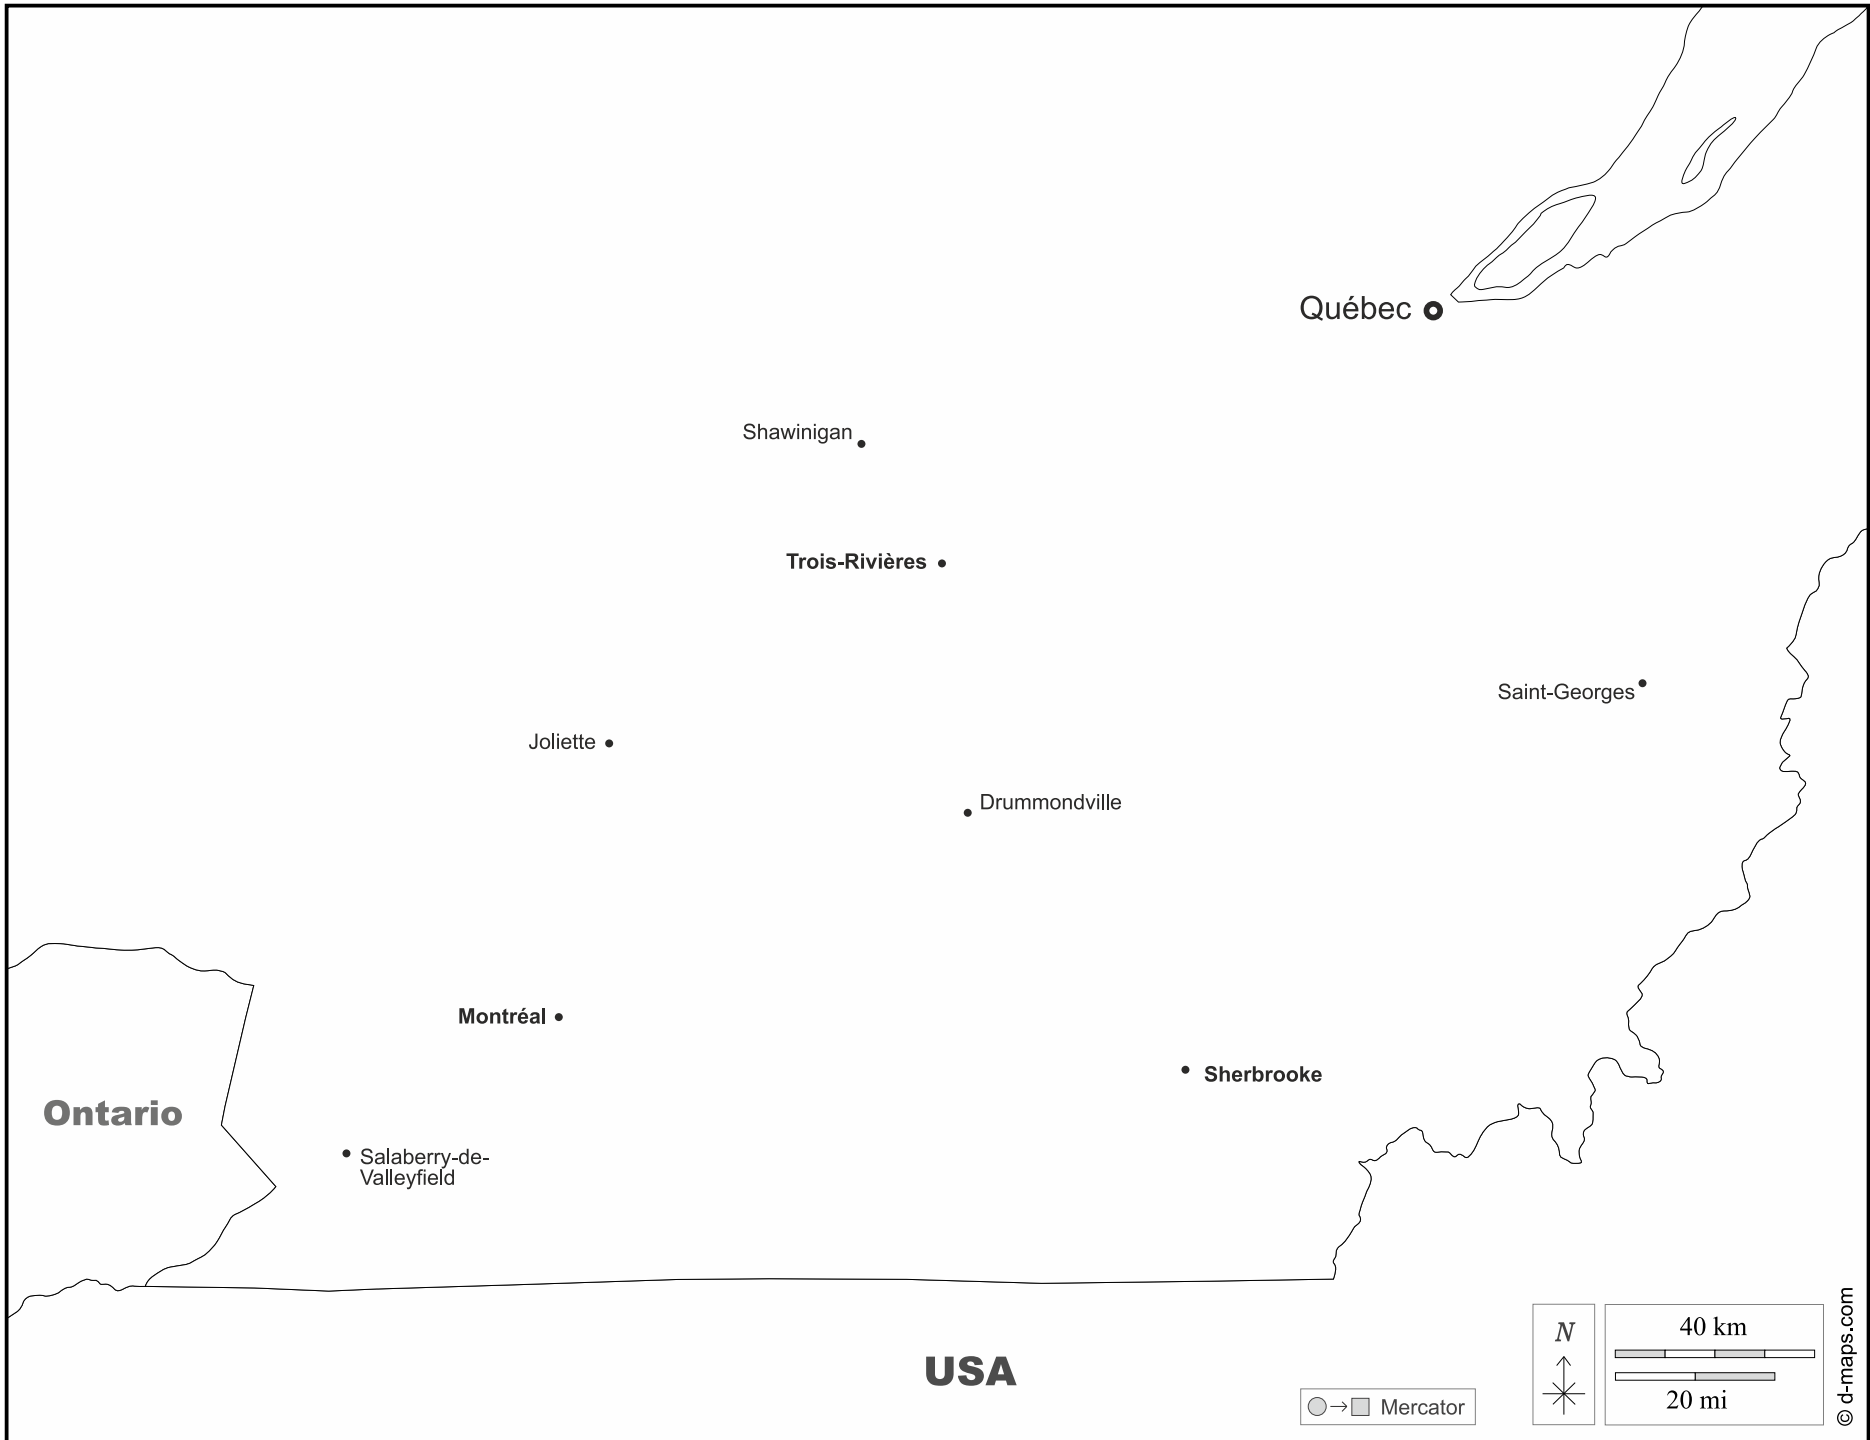 Québec
Shawinigan
Trois-Rivières
Saint-Georges
Joliette
Drummondville
Montréal
Sherbrooke
Ontario
Salaberry-de-
Valleyfield
USA
N
40 km
20 mi
Mercator
© d-maps.com